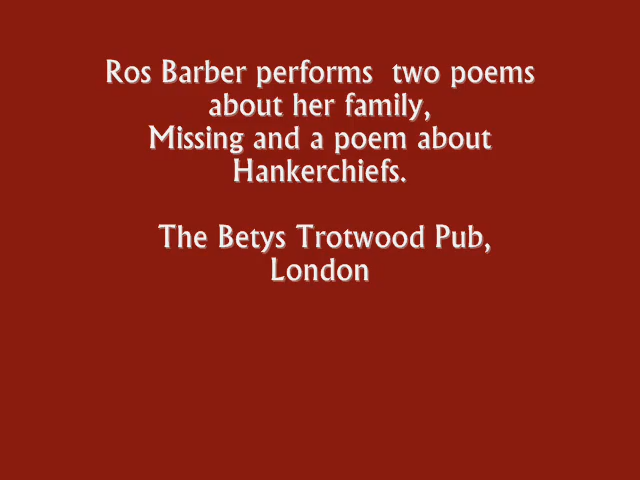 Ros Barber performs  two poems
about her family,
Missing and a poem about
Hankerchiefs.
The Betys Trotwood Pub,
London